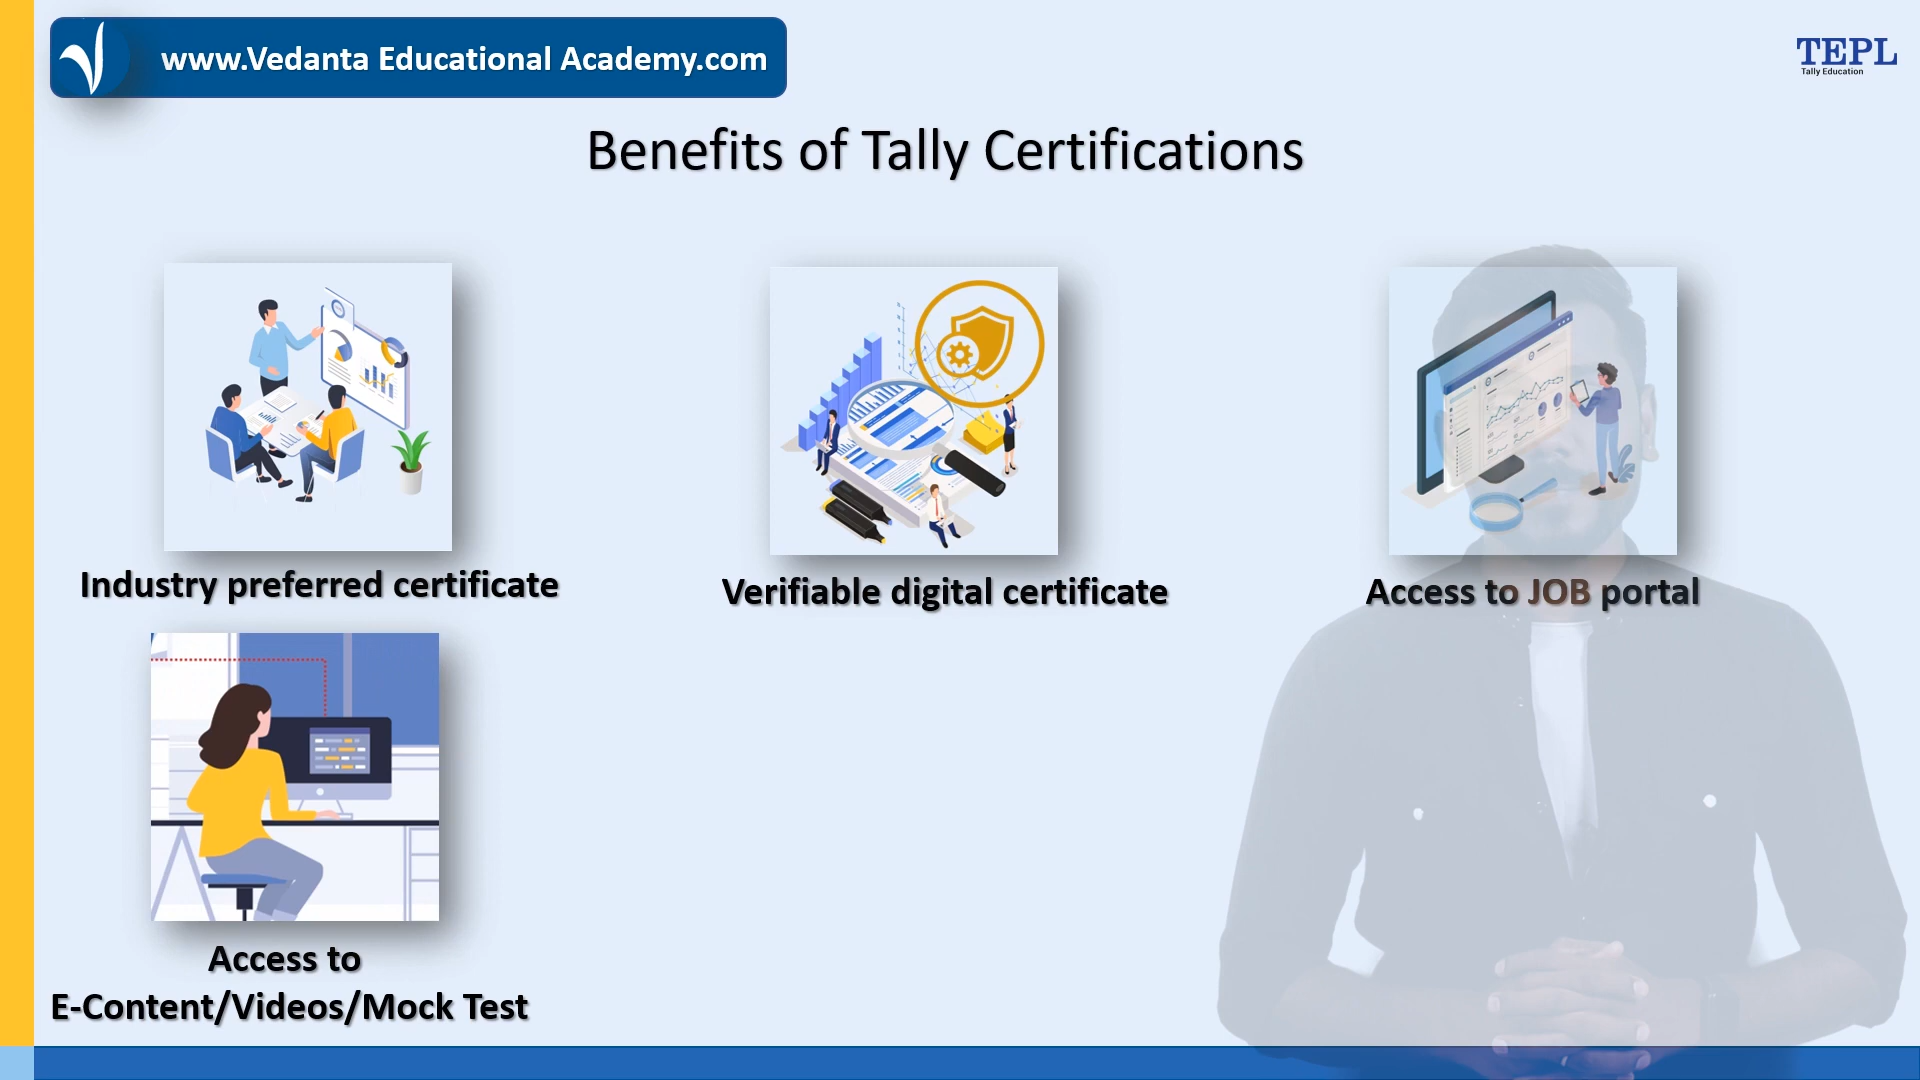 www.Vedanta Educational Academy.com
TEPL
Tally Education
Benefits of Tally Certifications
Industry preferred certificate
Verifiable digital certificate
Access to JOB portal
Access to
E-Content/Videos/Mock Test